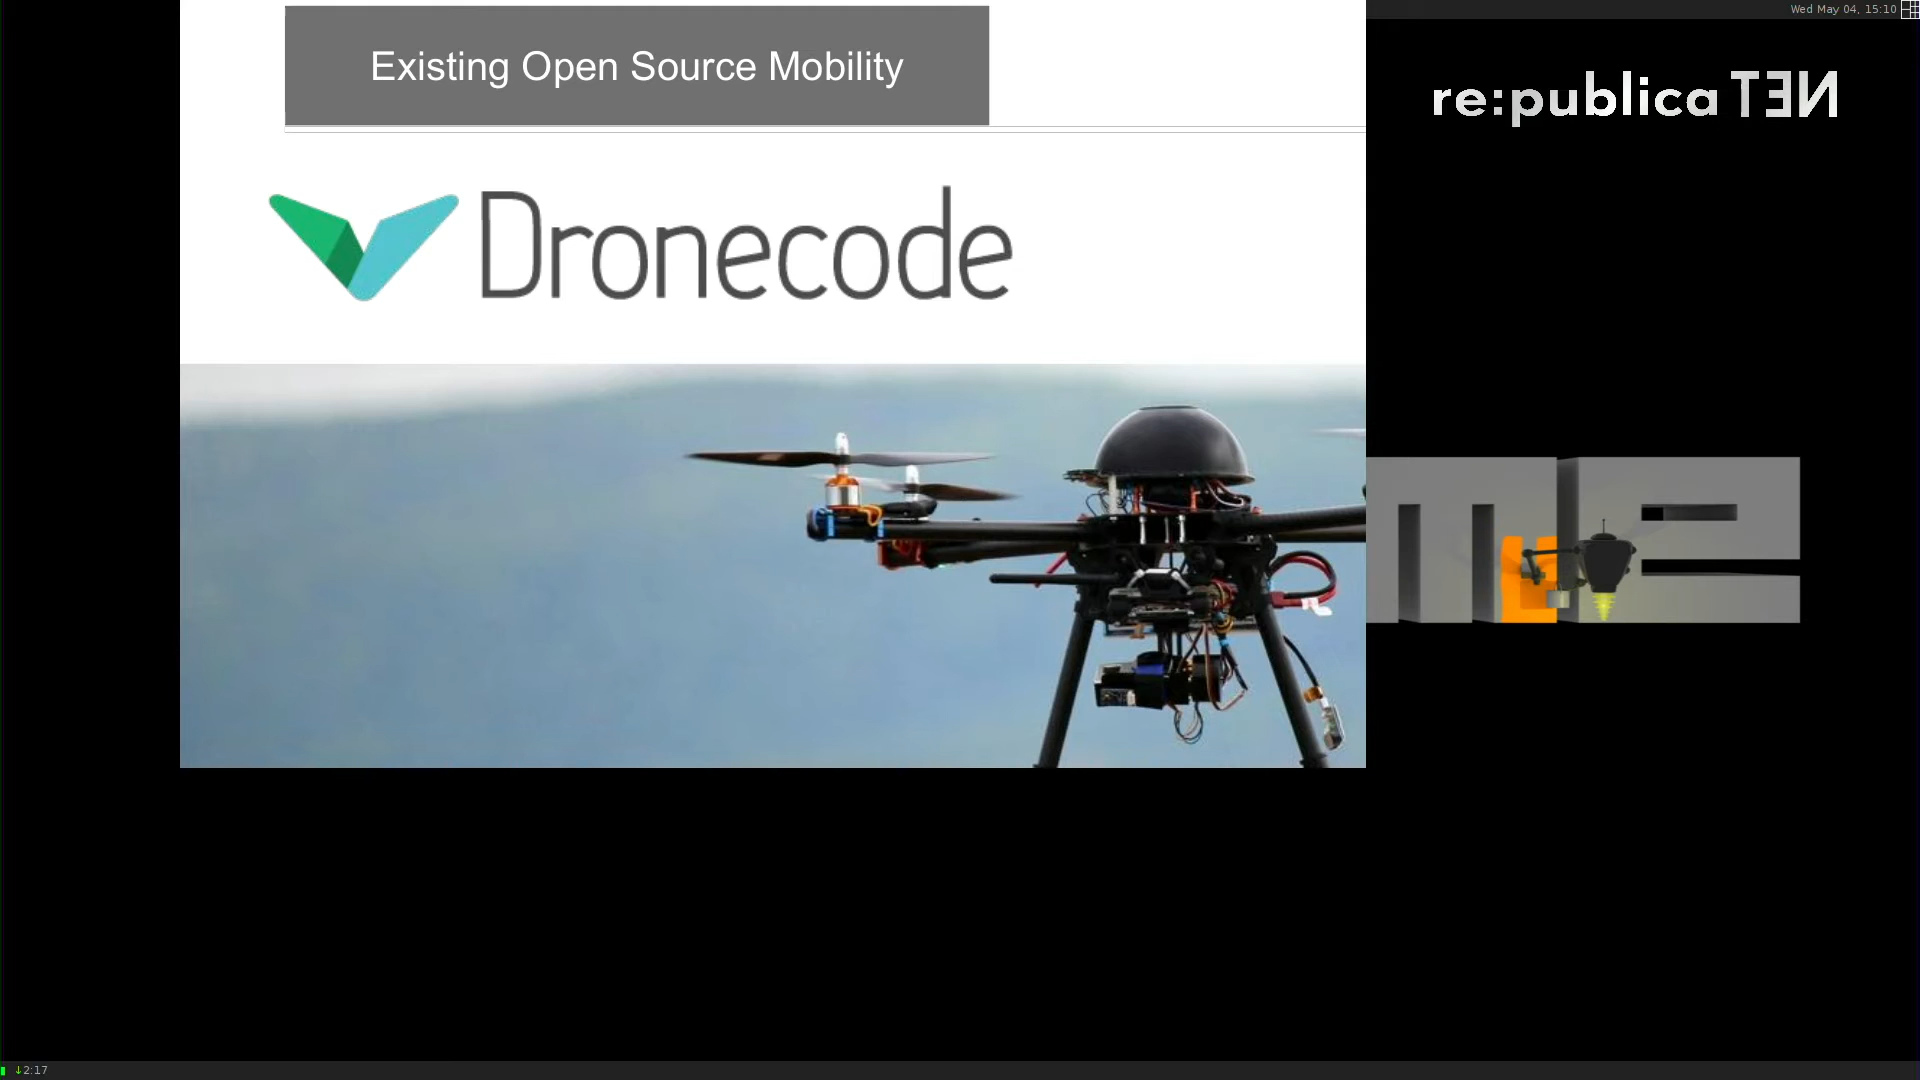 Wed May 04, 15:10
Existing Open Source Mobility
re:publica TEN
Dronecode
↓2:17